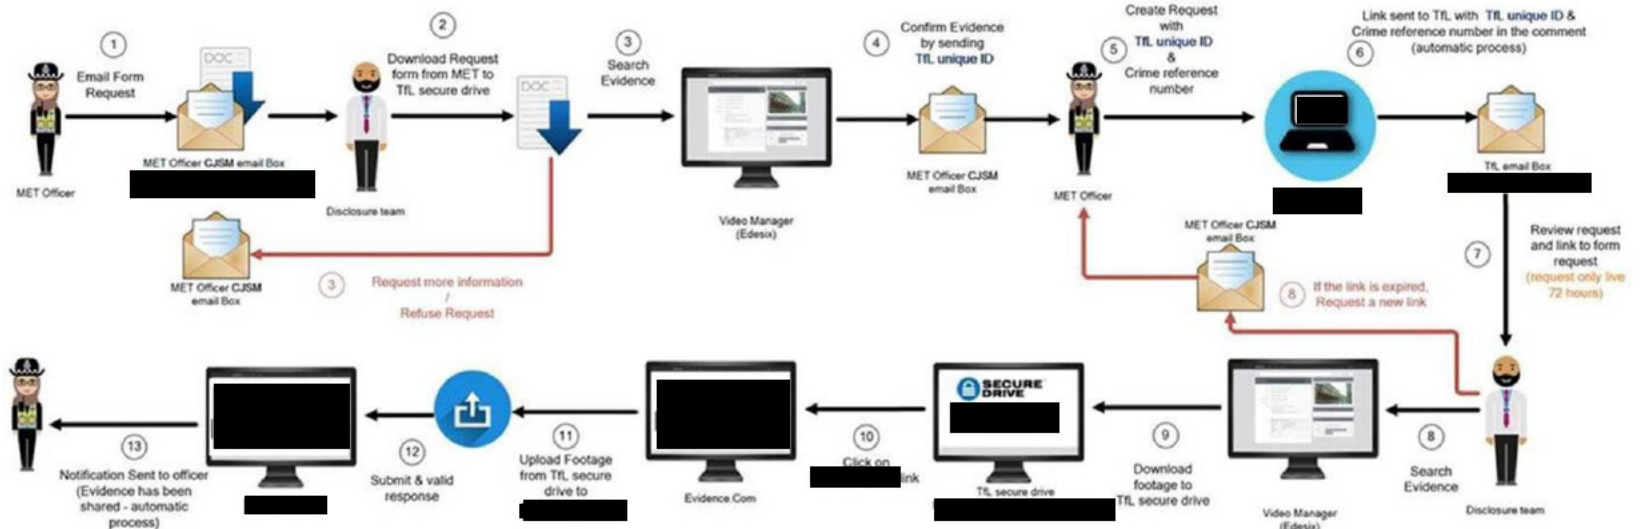 1
Email Form
Request
MET Officer
DOC
MET Officer CJSM email Box
2
Download Request
form from MET to
TfL secure drive
Disclosure team
DOC
3
Search
Evidence
Video Manager
(Edesix)
4
Confirm Evidence
by sending
TfL unique ID
MET Officer CJSM
email Box
5
Create Request
with
TfL unique ID
&
Crime reference
number
MET Officer
6
Link sent to TfL with TfL unique ID &
Crime reference number in the comment
(automatic process)
TfL email Box
MET Officer CJSM
email Box
3
Request more information
/
Refuse Request
MET Officer CJSM
email Box
8
If the link is expired,
Request a new link
7
Review request
and link to form
request
(request only live
72 hours)
13
Notification Sent to officer
(Evidence has been
shared - automatic
process)
12
Submit & valid
response
11
Upload Footage
from TfL secure
drive to
Evidence.Com
10
Click on
link
SECURE
DRIVE
TfL secure drive
9
Download
footage to
TfL secure drive
Video Manager
(Edesix)
8
Search
Evidence
Disclosure team